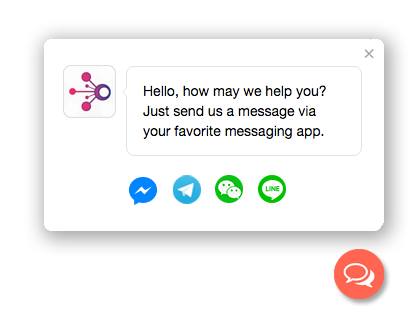 Hello, how may we help you?
Just send us a message via
your favorite messaging app.
LINE